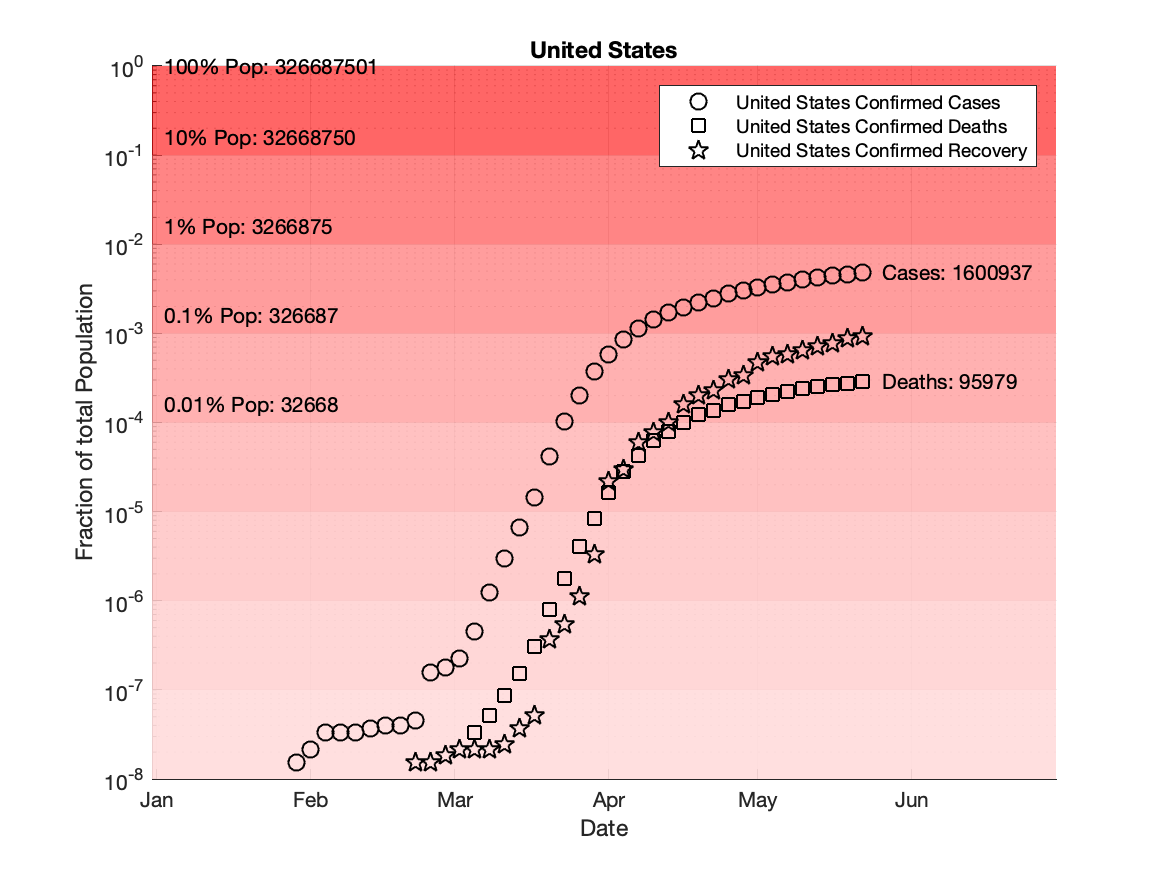 United States
10^0
100% Pop: 326687501
United States Confirmed Cases
United States Confirmed Deaths
United States Confirmed Recovery
10% Pop: 32668750
10^-1
1% Pop: 3266875
10^-2
Cases: 1600937
0.1% Pop: 326687
10^-3
Deaths: 95979
0.01% Pop: 32668
10^-4
10^-5
10^-6
10^-7
10^-8
Fraction of total Population
Jan Feb Mar Apr May Jun
Date